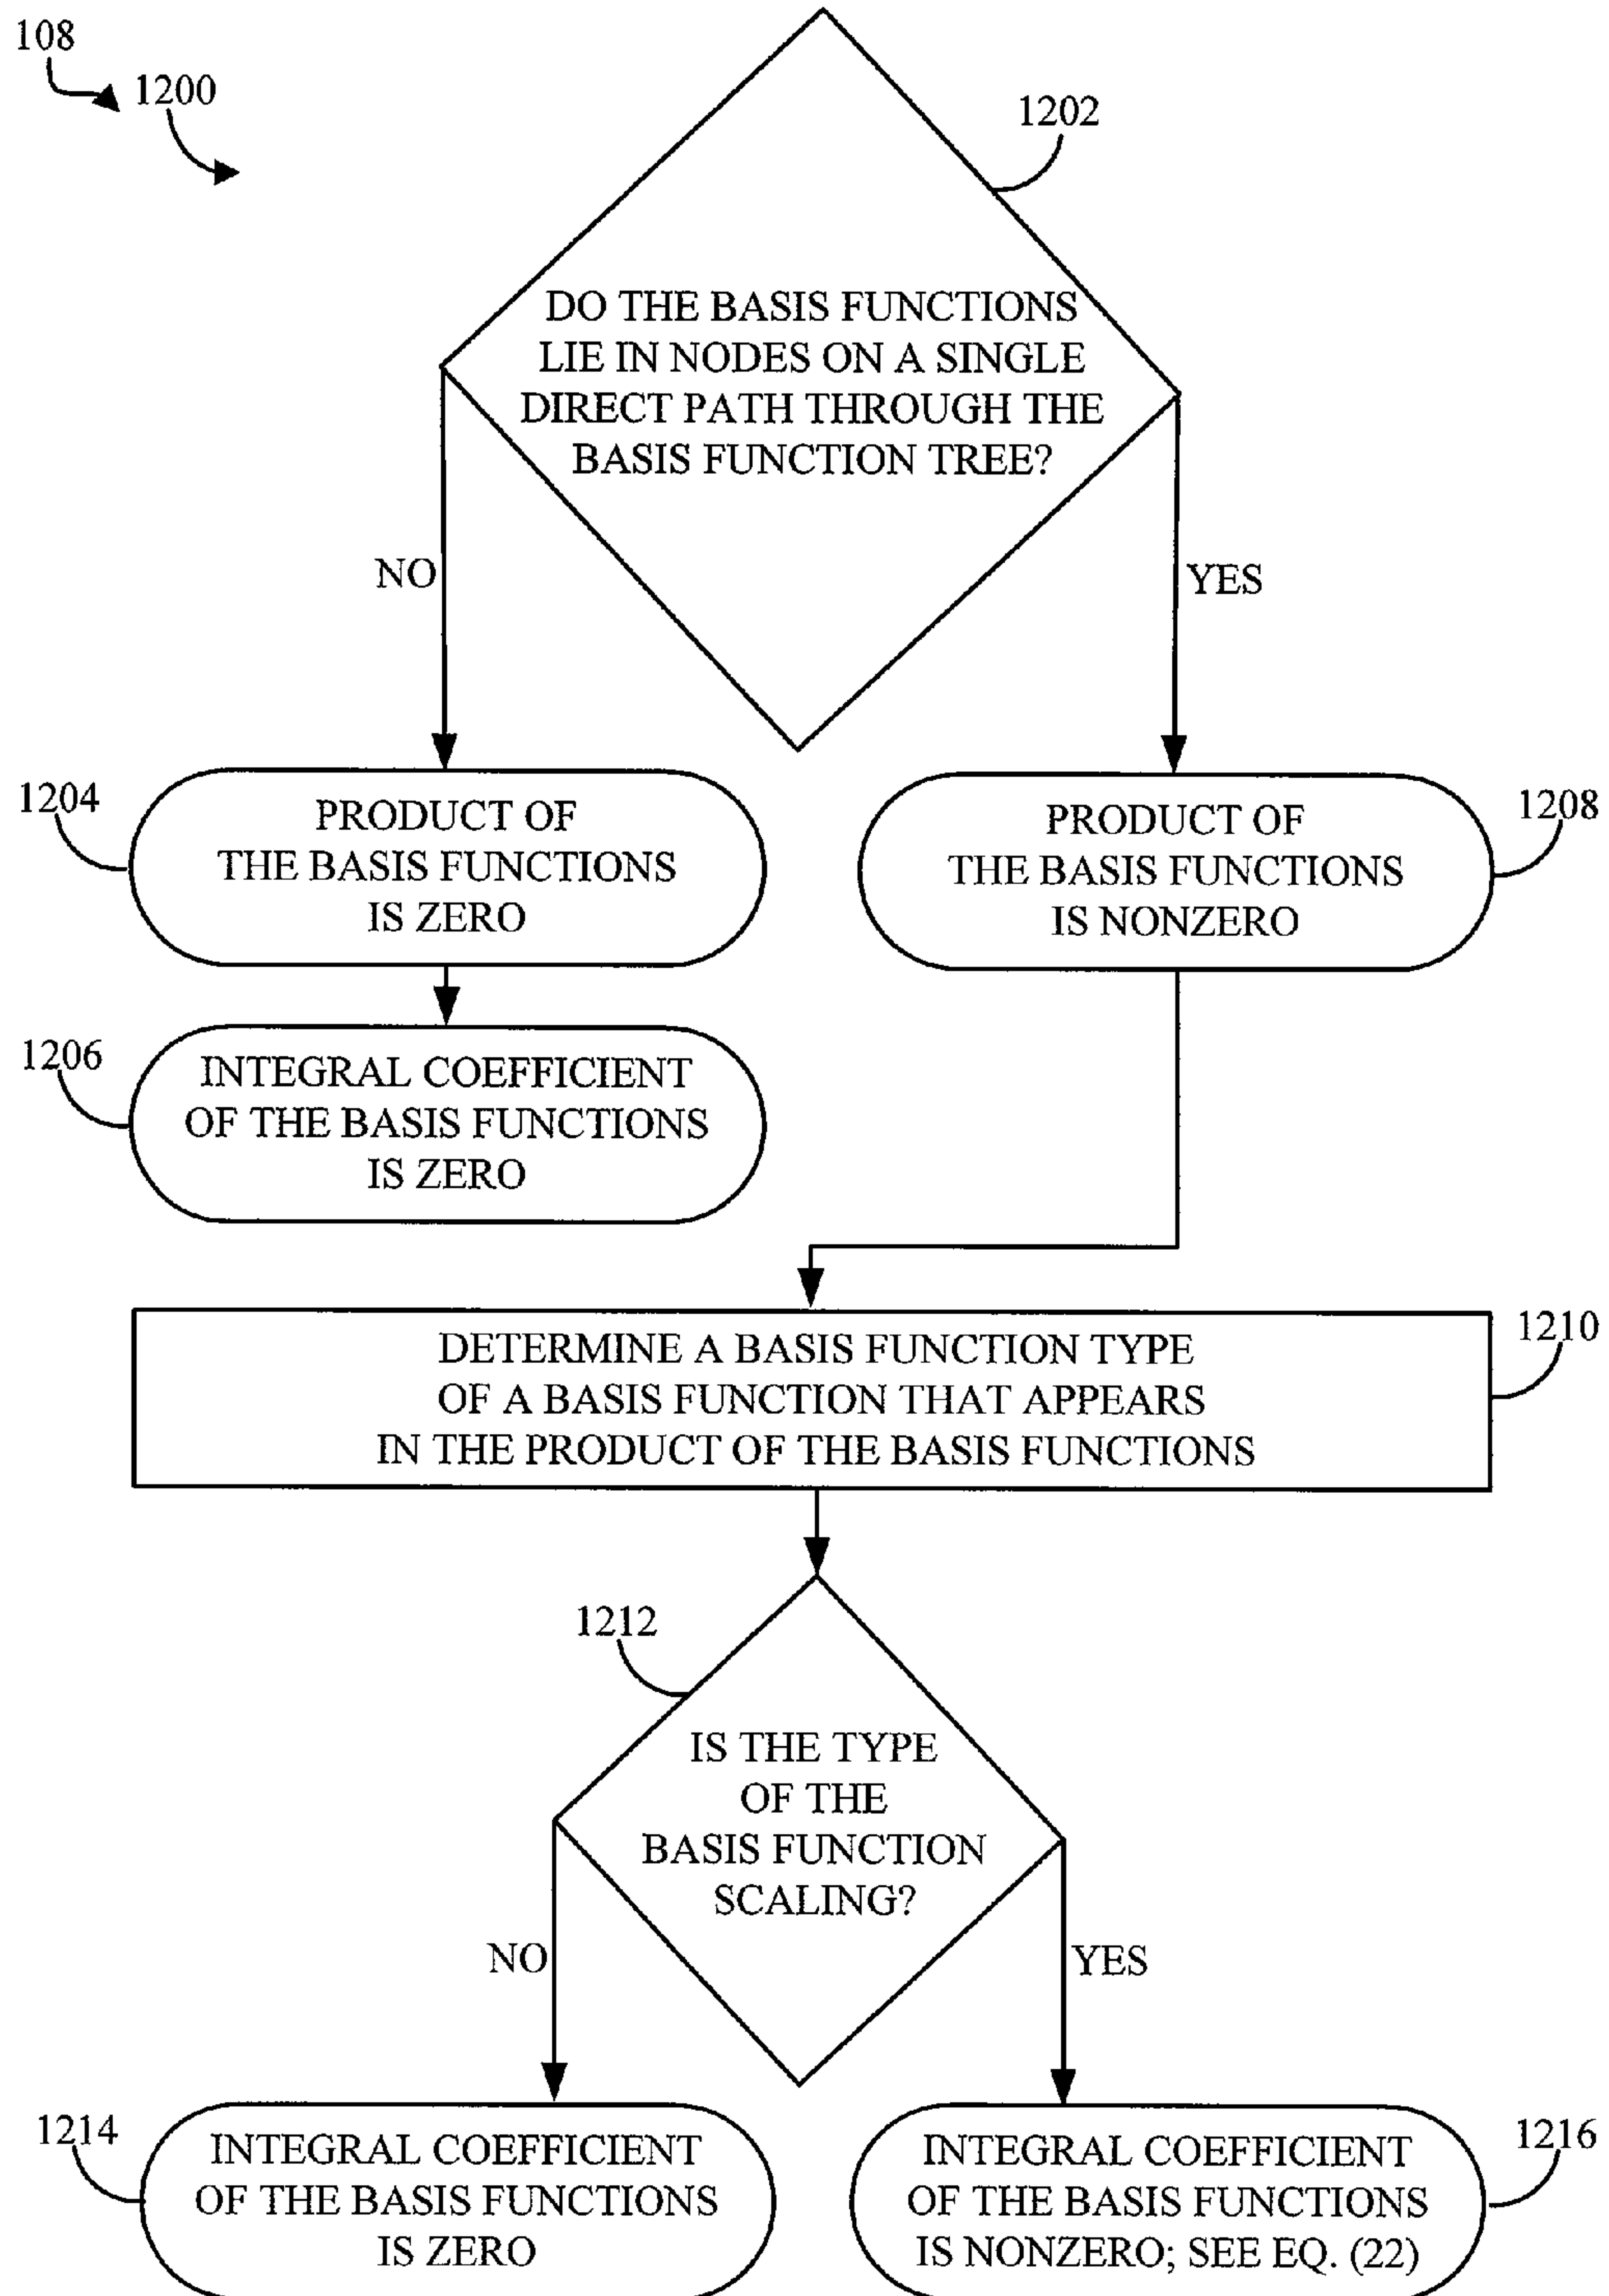 108
1200
1202
DO THE BASIS FUNCTIONS
LIE IN NODES ON A SINGLE
DIRECT PATH THROUGH THE
BASIS FUNCTION TREE?
NO
YES
1204
PRODUCT OF
THE BASIS FUNCTIONS
IS ZERO
1208
PRODUCT OF
THE BASIS FUNCTIONS
IS NONZERO
1206
INTEGRAL COEFFICIENT
OF THE BASIS FUNCTIONS
IS ZERO
1210
DETERMINE A BASIS FUNCTION TYPE
OF A BASIS FUNCTION THAT APPEARS
IN THE PRODUCT OF THE BASIS FUNCTIONS
1212
IS THE TYPE
OF THE
BASIS FUNCTION
SCALING?
NO
YES
1214
INTEGRAL COEFFICIENT
OF THE BASIS FUNCTIONS
IS ZERO
1216
INTEGRAL COEFFICIENT
OF THE BASIS FUNCTIONS
IS NONZERO; SEE EQ. (22)